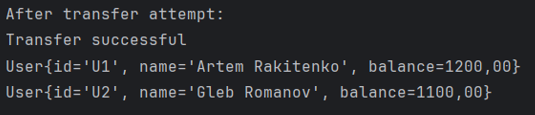 After transfer attempt:
Transfer successful
User{id='U1', name='Artem Rakitenko', balance=1200,00}
User{id='U2', name='Gleb Romanov', balance=1100,00}